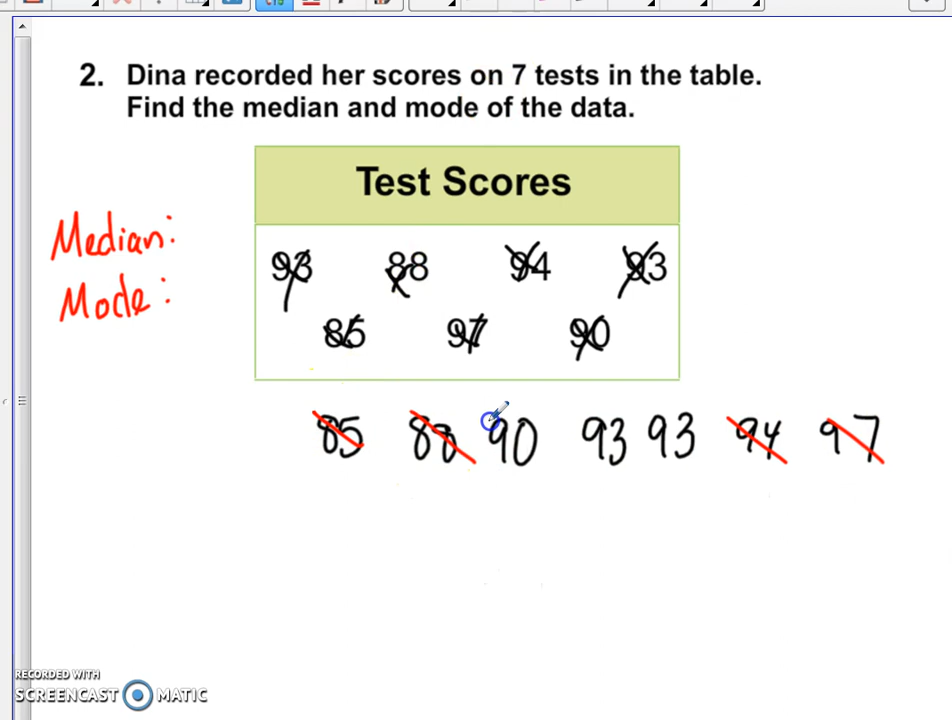 2. Dina recorded her scores on 7 tests in the table.
Find the median and mode of the data.
Test Scores
Median:
Mode:
93 88 94 93
85 97 90
85 88 90 93 93 94 97
RECORDED WITH
SCREENCAST MATIC